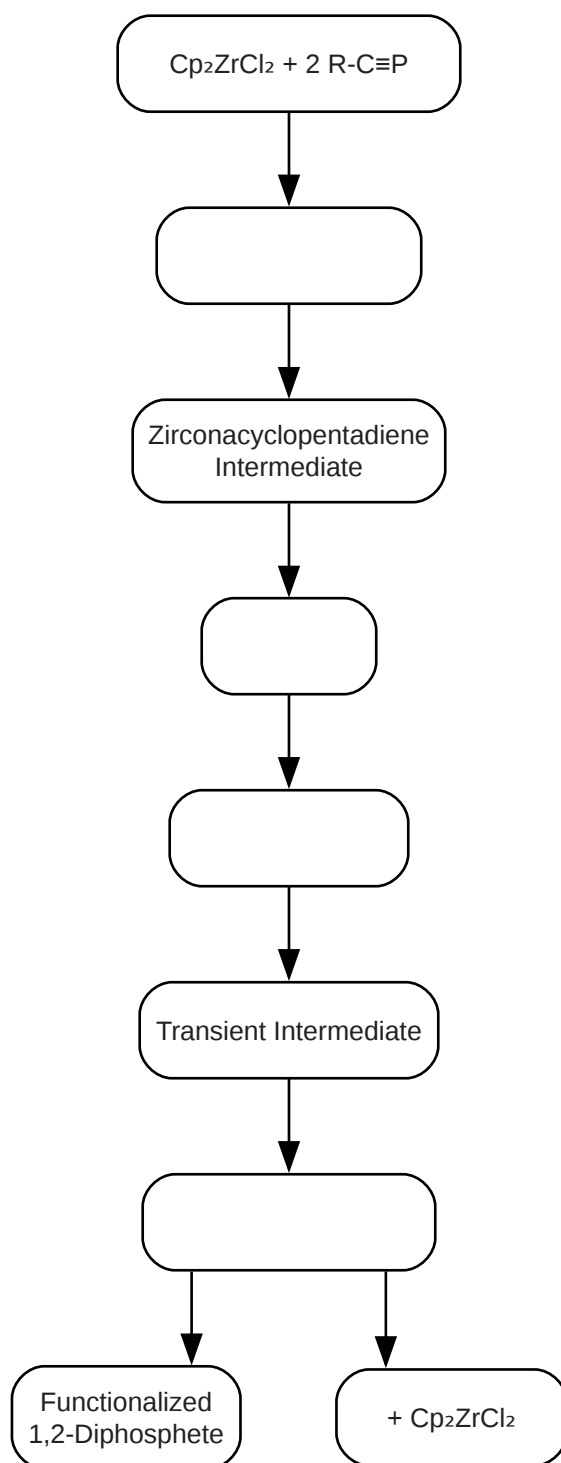 Cp₂ZrCl₂ + 2 R-C≡P
Zirconacyclopentadiene
Intermediate
Transient Intermediate
Functionalized
1,2-Diphosphete
+ Cp₂ZrCl₂